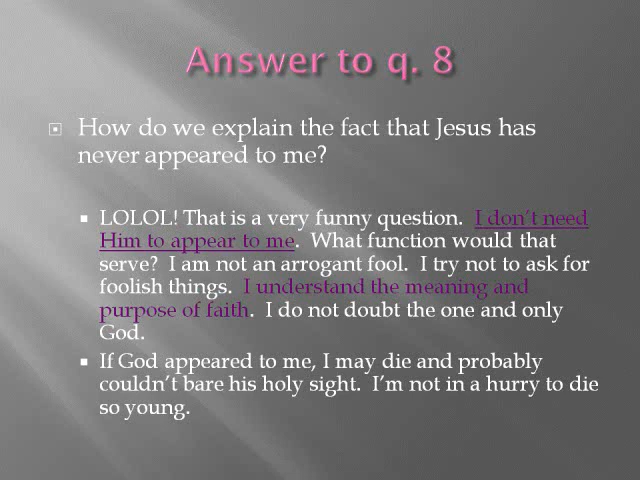 Answer to q. 8
How do we explain the fact that Jesus has
never appeared to me?
LOLOL! That is a very funny question.  I don't need
Him to appear to me.  What function would that
serve?  I am not an arrogant fool.  I try not to ask for
foolish things.  I understand the meaning and
purpose of faith.  I do not doubt the one and only
God.
If God appeared to me, I may die and probably
couldn't bare his holy sight.  I'm not in a hurry to die
so young.